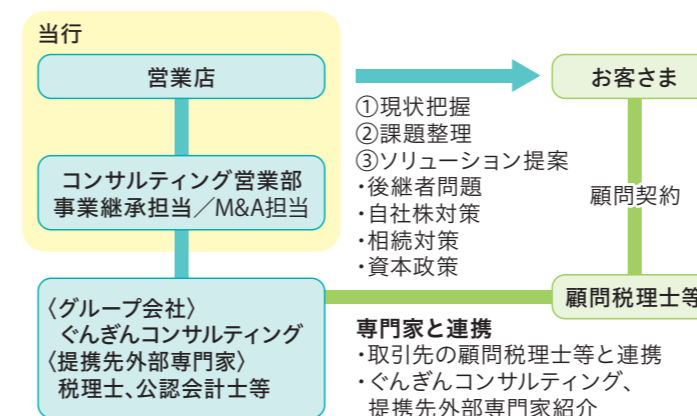 当行
営業店
コンサルティング営業部
事業継承担当／M&A担当
〈グループ会社〉
ぐんぎんコンサルティング
〈提携先外部専門家〉
税理士、公認会計士等
①現状把握
②課題整理
③ソリューション提案
・後継者問題
・自社株対策
・相続対策
・資本政策
お客さま
顧問契約
顧問税理士等
専門家と連携
・取引先の顧問税理士等と連携
・ぐんぎんコンサルティング、
提携先外部専門家紹介